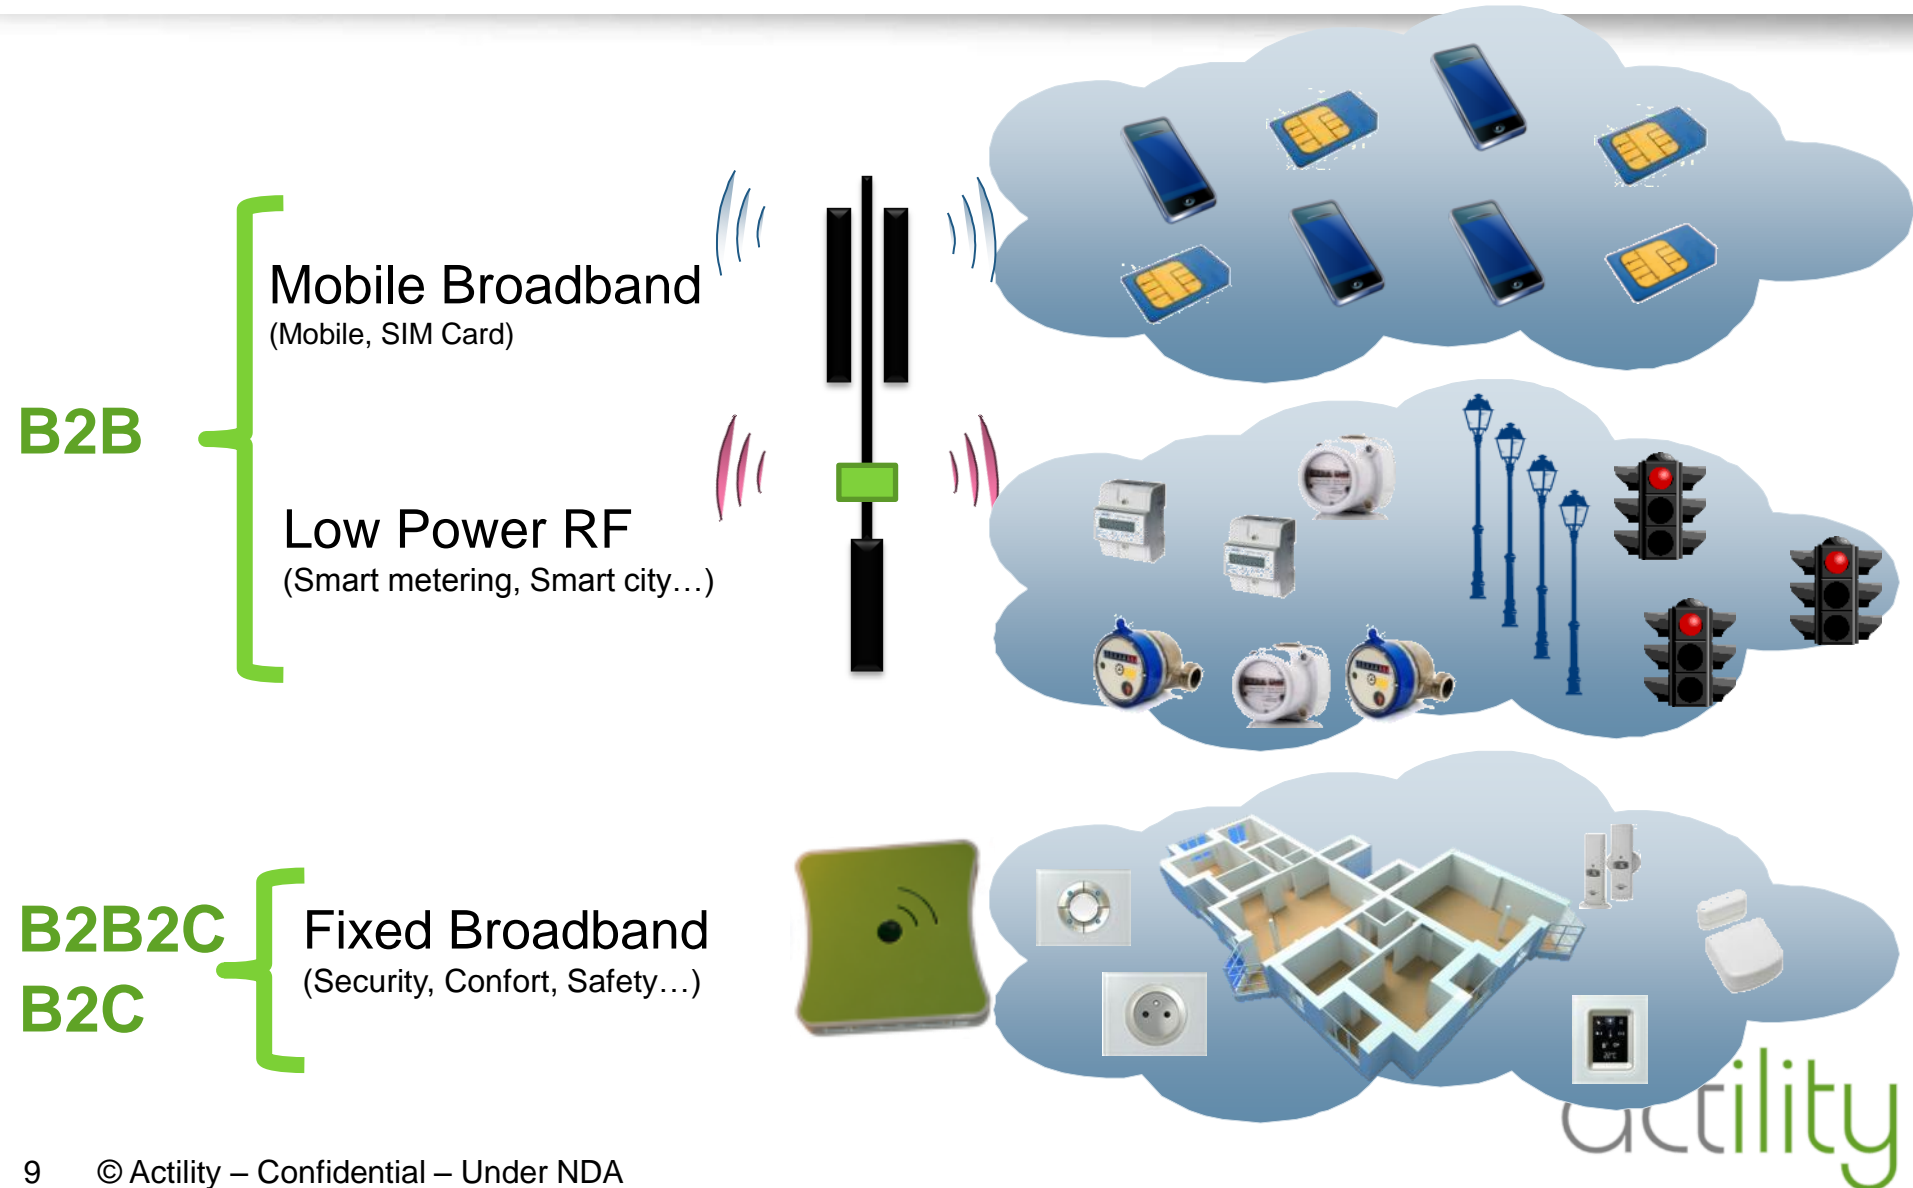 Mobile Broadband
(Mobile, SIM Card)
B2B
Low Power RF
(Smart metering, Smart city…)
B2B2C
B2C
Fixed Broadband
(Security, Confort, Safety…)
actility
9 © Actility – Confidential – Under NDA